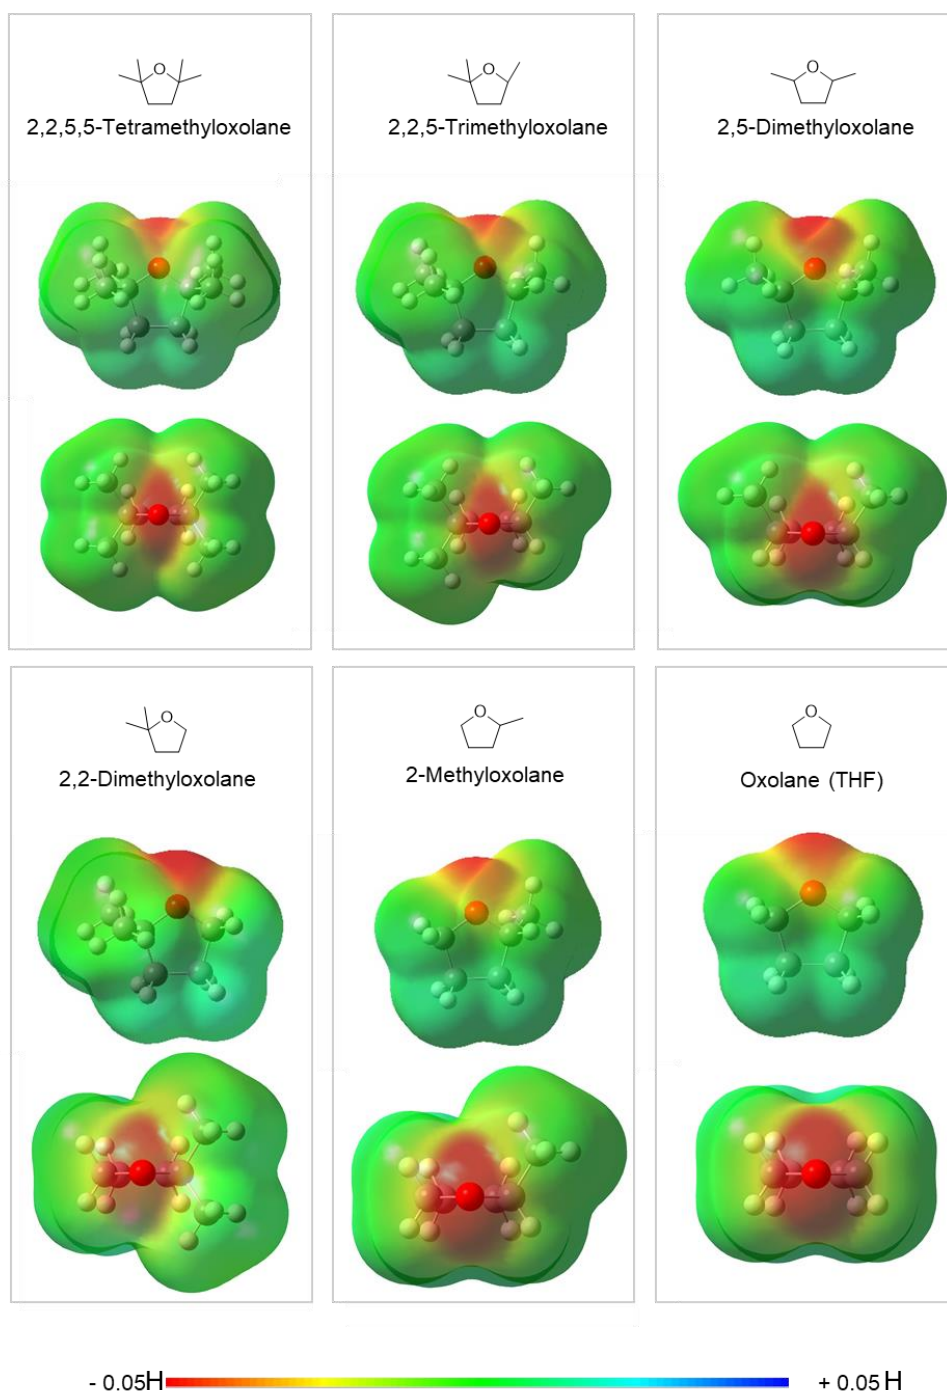 O
O
O
2,2,5,5-Tetramethyloxolane
2,2,5-Trimethyloxolane
2,5-Dimethyloxolane
O
O
O
2,2-Dimethyloxolane
2-Methyloxolane
Oxolane (THF)
- 0.05H
+ 0.05 H